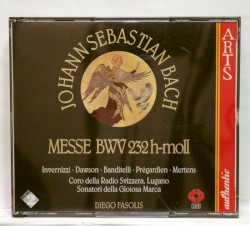 JOHANN SEBASTIAN BACH
MESSE BWV 232 h-moll
Invernizzi · Dawson · Banditelli · Prégardien · Mertens
Coro della Radio Svizzera, Lugano
Sonatori della Gioiosa Marca
DIEGO FASOLIS
ARTS
authentic